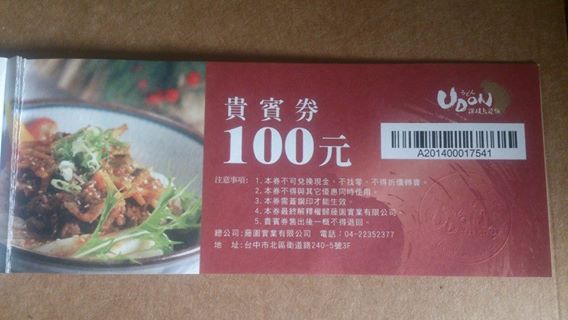 貴賓券
100元
うどん
UDON
A201400017541
注意事項：1.本券不可兌換現金，不找零，不得折價轉賣。
2.本券不得與其它優惠同時使用。
3.本券需蓋鋼印才能生效。
4.本券最終解釋權歸藤園實業有限公司。
5.貴賓券售出後一概不得退回。
總公司:藤園實業有限公司 電話：04-22352377
地 址:台中市北區衛道路240-5號3F